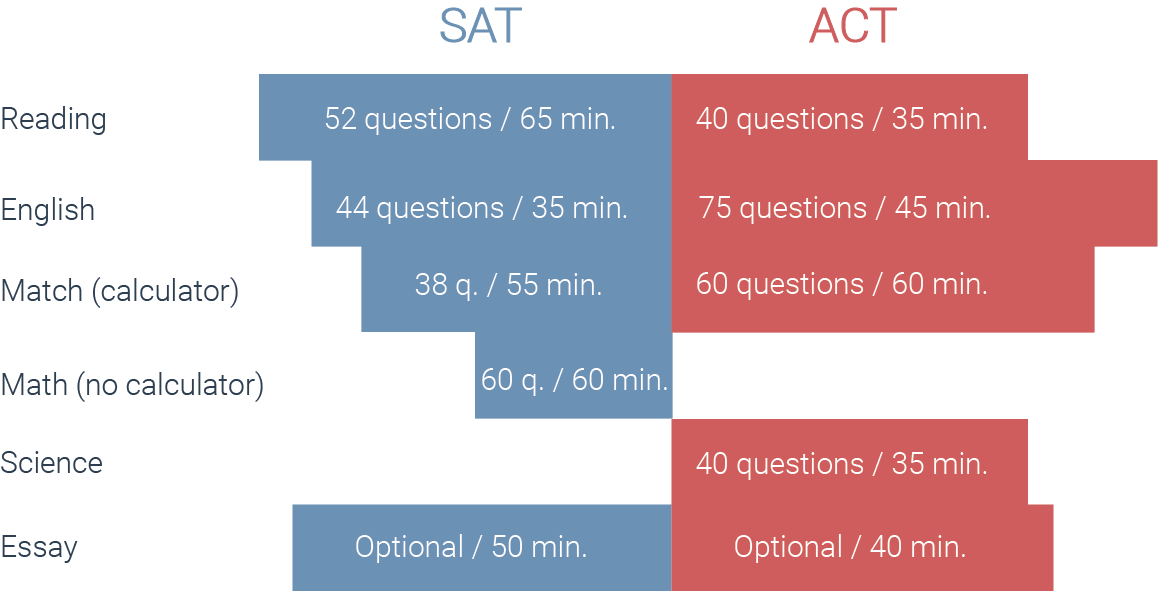 SAT ACT
Reading 52 questions / 65 min. 40 questions / 35 min.
English 44 questions / 35 min. 75 questions / 45 min.
Match (calculator) 38 q. / 55 min. 60 questions / 60 min.
Math (no calculator) 60 q. / 60 min.
Science 40 questions / 35 min.
Essay Optional / 50 min. Optional / 40 min.